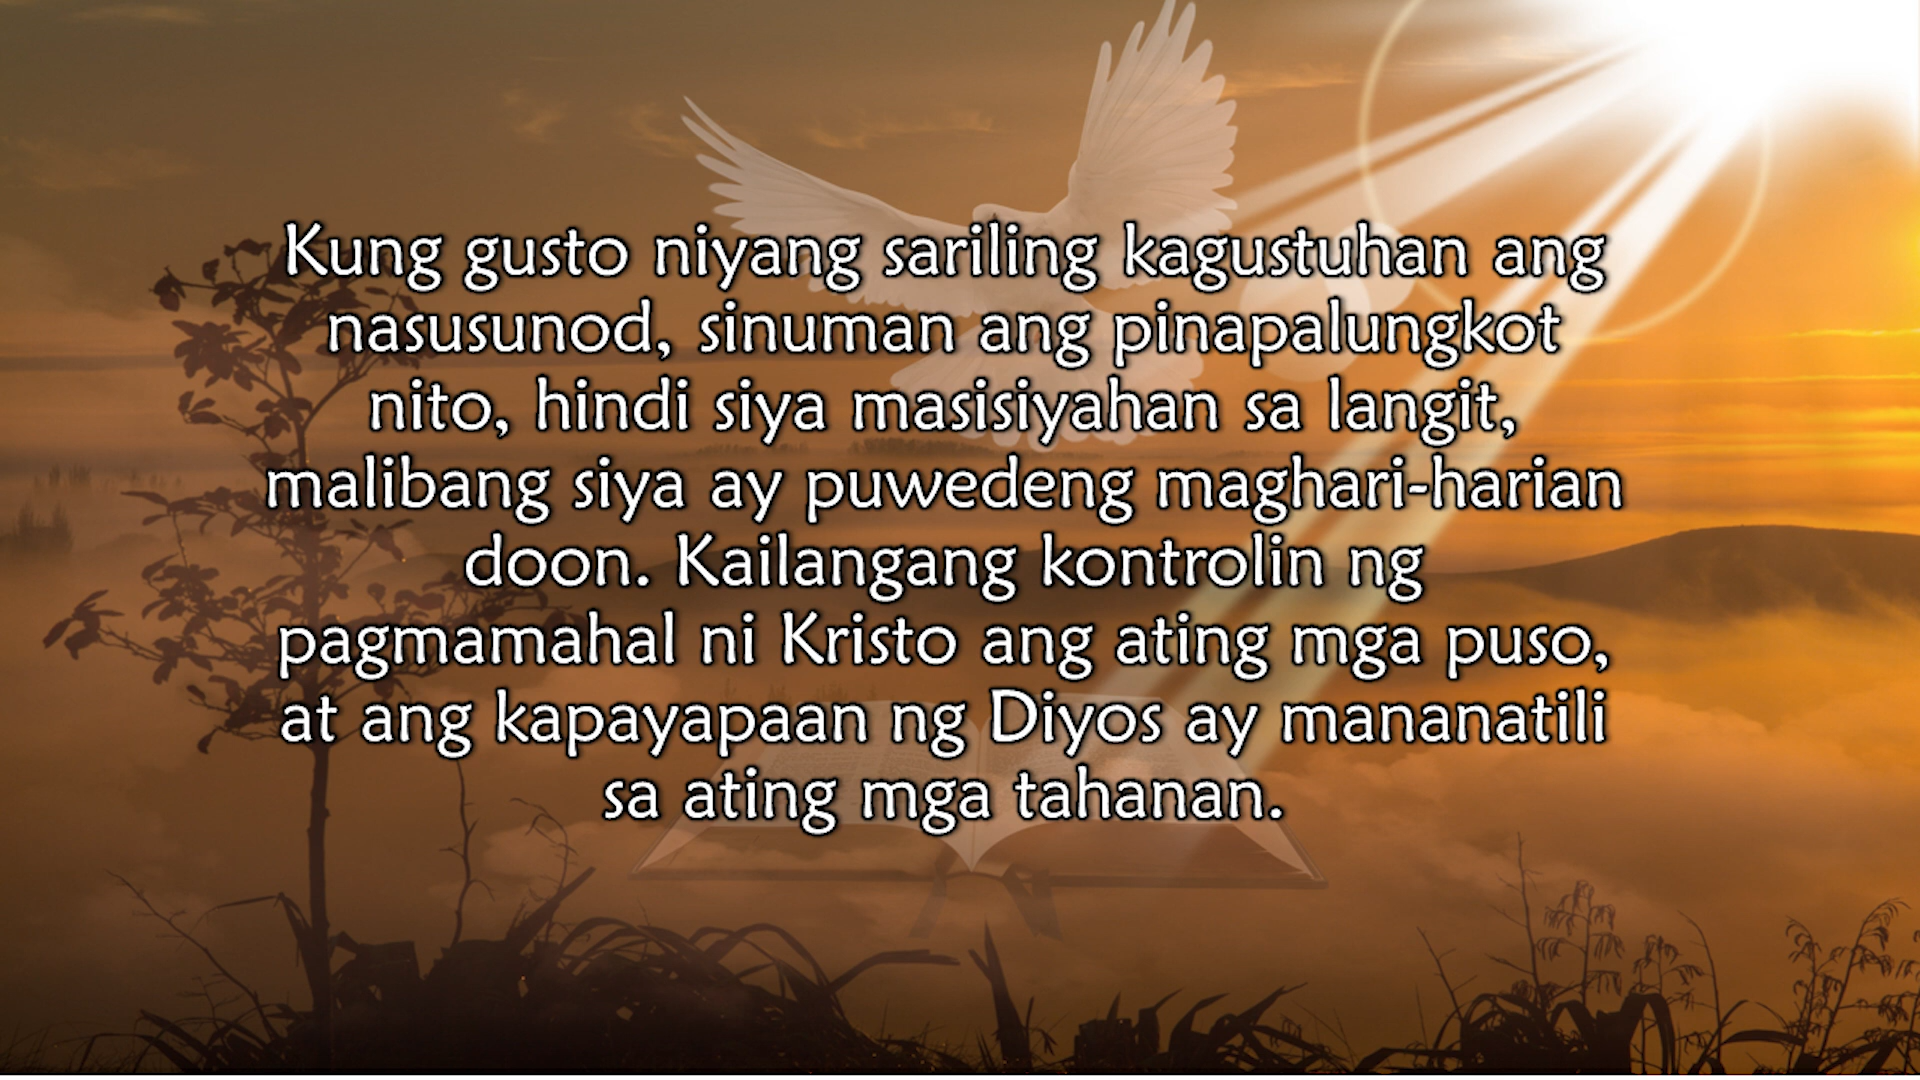 Kung gusto niyang sariling kagustuhan ang
nasusunod, sinuman ang pinapalungkot
nito, hindi siya masisiyahan sa langit,
malibang siya ay puwedeng maghari-harian
doon. Kailangang kontrolin ng
pagmamahal ni Kristo ang ating mga puso,
at ang kapayapaan ng Diyos ay mananatili
sa ating mga tahanan.